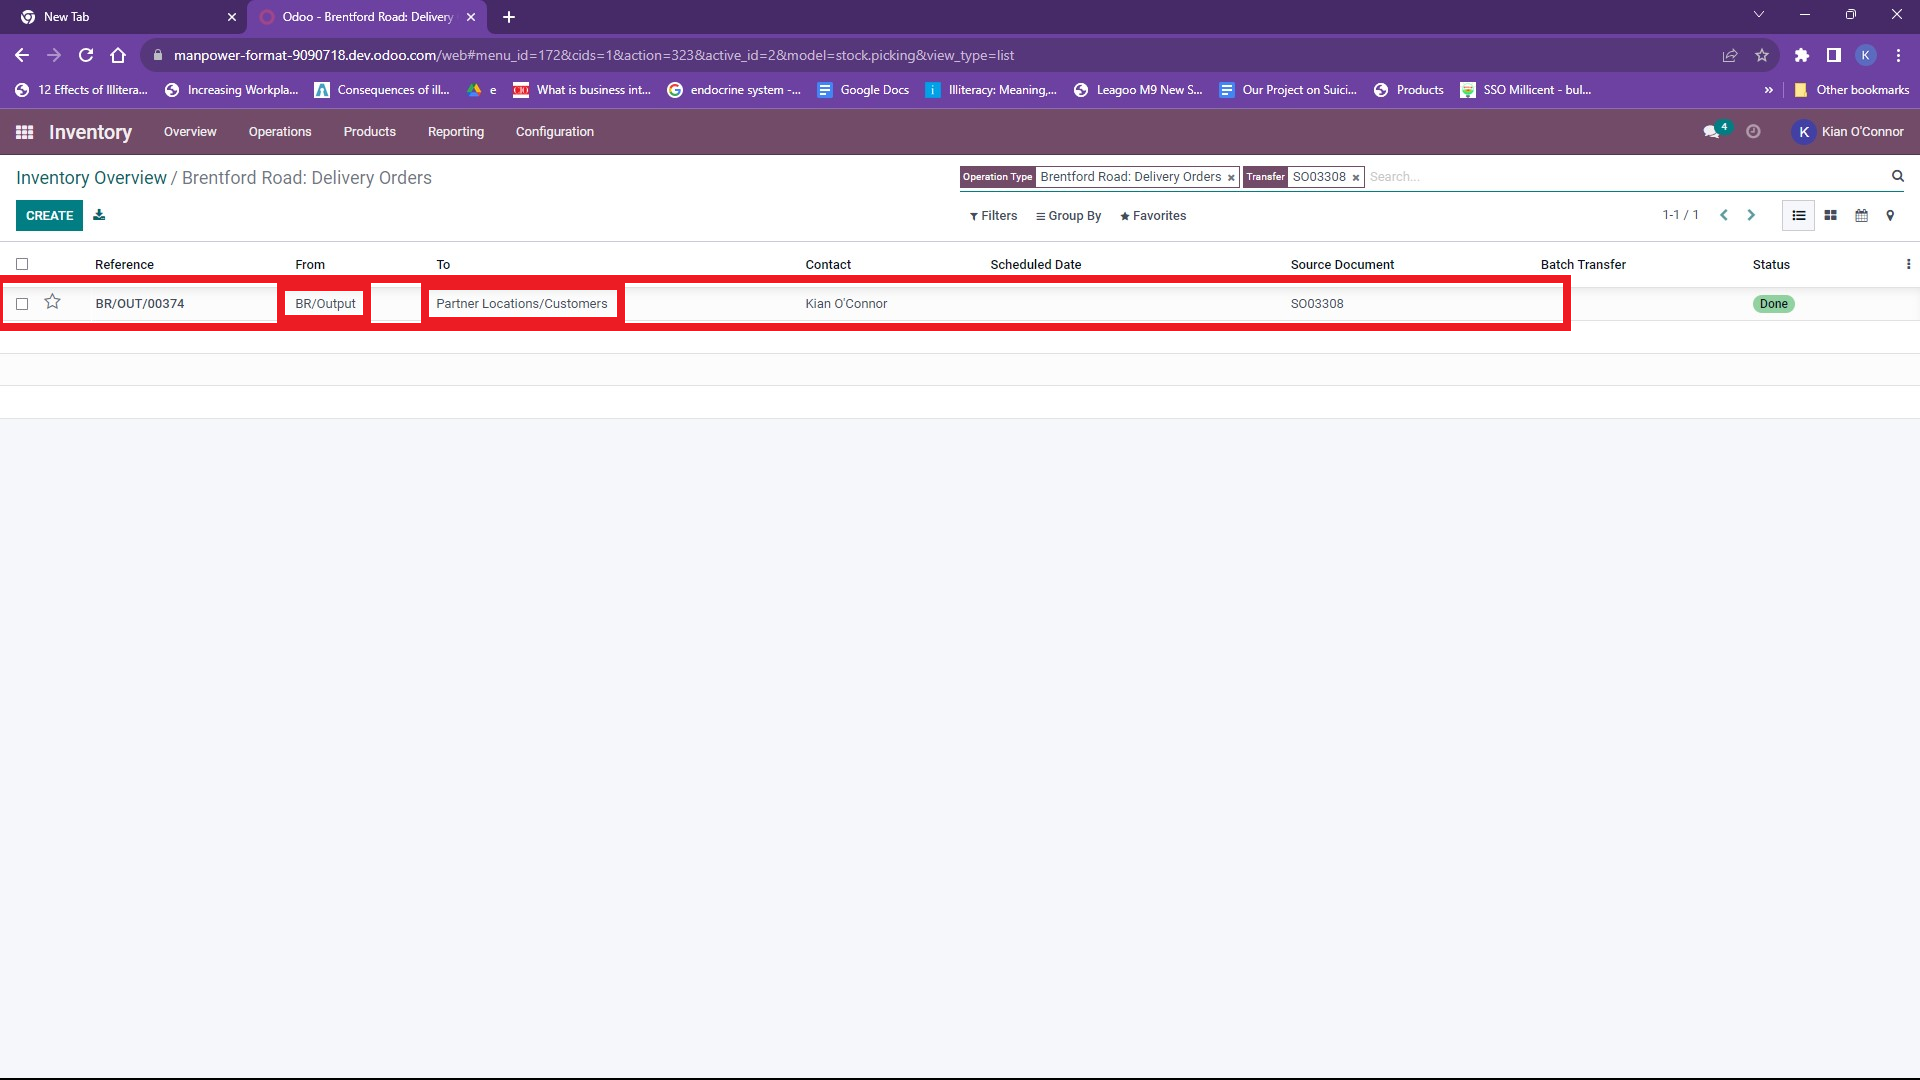 New Tab
Odoo - Brentford Road: Delivery
manpower-format-9090718.dev.odoo.com/web#menu_id=172&cids=1&action=323&active_id=2&model=stock.picking&view_type=list
K
12 Effects of Illitera... Increasing Workpla... Consequences of ill... e What is business int... endocrine system -... Google Docs Illiteracy: Meaning,... Leagoo M9 New S... Our Project on Suici... Products SSO Millicent - bul... » Other bookmarks
Inventory Overview Operations Products Reporting Configuration 4 K Kian O'Connor
Inventory Overview / Brentford Road: Delivery Orders
Operation Type Brentford Road: Delivery Orders × Transfer SO03308 × Search...
CREATE
Filters Group By Favorites 1-1 / 1
Reference From To Contact Scheduled Date Source Document Batch Transfer Status
BR/OUT/00374 BR/Output Partner Locations/Customers Kian O'Connor SO03308 Done